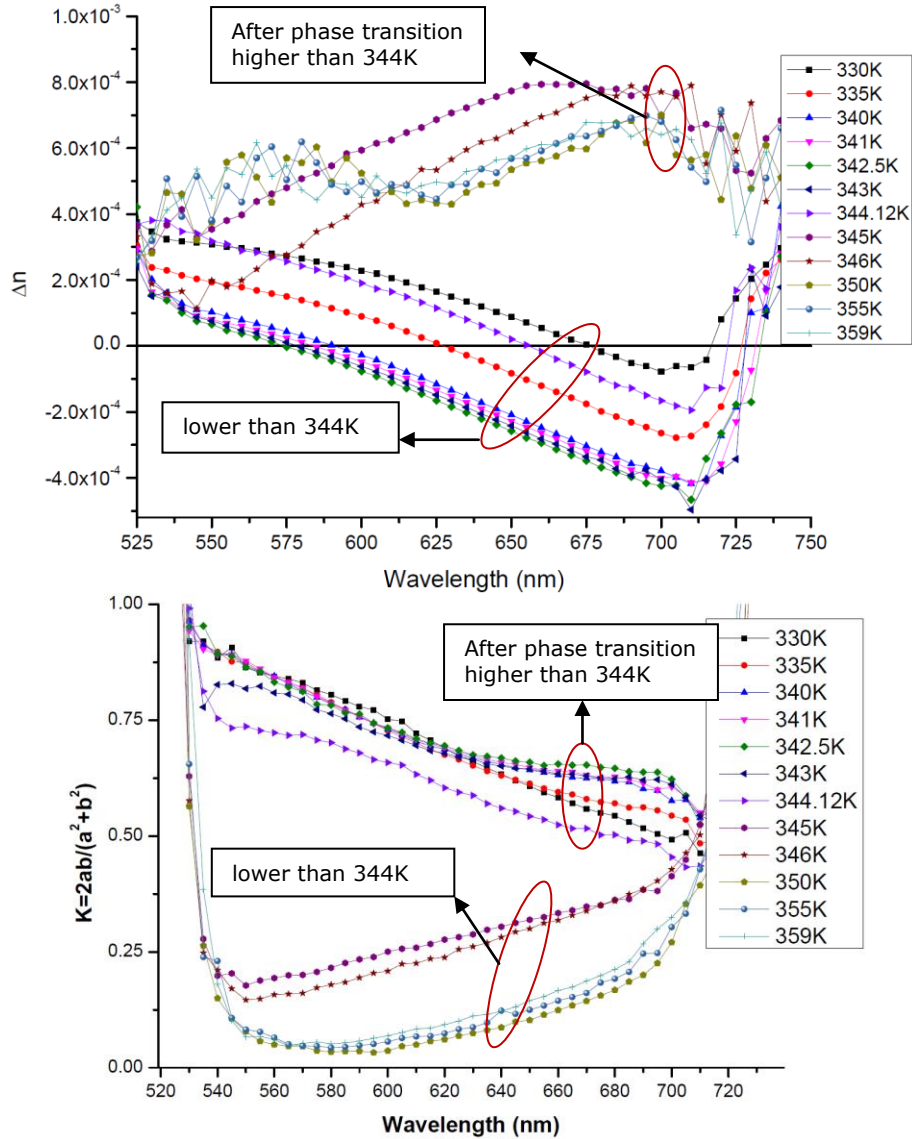 1.0x10⁻³
8.0x10⁻⁴
6.0x10⁻⁴
4.0x10⁻⁴
2.0x10⁻⁴
0.0
-2.0x10⁻⁴
-4.0x10⁻⁴
Δn
After phase transition
higher than 344K
lower than 344K
330K
335K
340K
341K
342.5K
343K
344.12K
345K
346K
350K
355K
359K
525 550 575 600 625 650 675 700 725 750
Wavelength (nm)
1.00
0.75
0.50
0.25
0.00
K=2ab/(a²+b²)
After phase transition
higher than 344K
lower than 344K
330K
335K
340K
341K
342.5K
343K
344.12K
345K
346K
350K
355K
359K
520 540 560 580 600 620 640 660 680 700 720
Wavelength (nm)